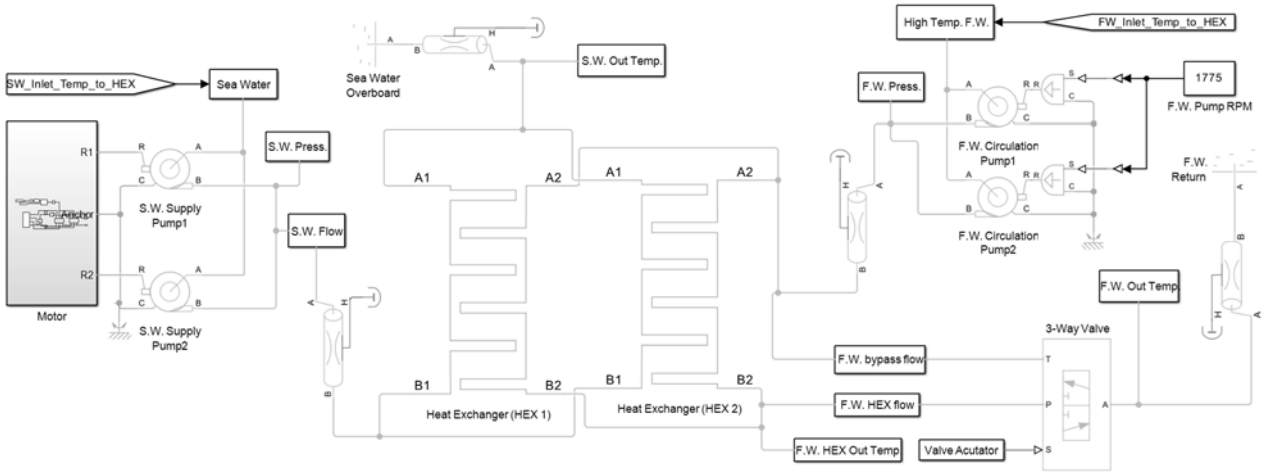 High Temp. F.W.
FW_Inlet_Temp_to_HEX
A
H
B
A
Sea Water
Overboard
S.W. Out Temp.
SW_Inlet_Temp_to_HEX
Sea Water
F.W. Press.
1775
F.W. Pump RPM
A
R
R
S
B
C
C
F.W. Circulation
Pump1
R1
R
A
C
B
S.W. Supply
Pump1
S.W. Press.
Anchor
S.W. Flow
R2
R
A
C
B
S.W. Supply
Pump2
Motor
A
H
B
A1
A2
A1
A2
B1
B2
B1
B2
Heat Exchanger (HEX 1)
Heat Exchanger (HEX 2)
H
A
B
A
R
R
S
B
C
C
F.W. Circulation
Pump2
F.W.
Return
A
B
H
A
F.W. Out Temp.
3-Way Valve
F.W. bypass flow
T
F.W. HEX flow
P
A
F.W. HEX Out Temp
Valve Acutator
S